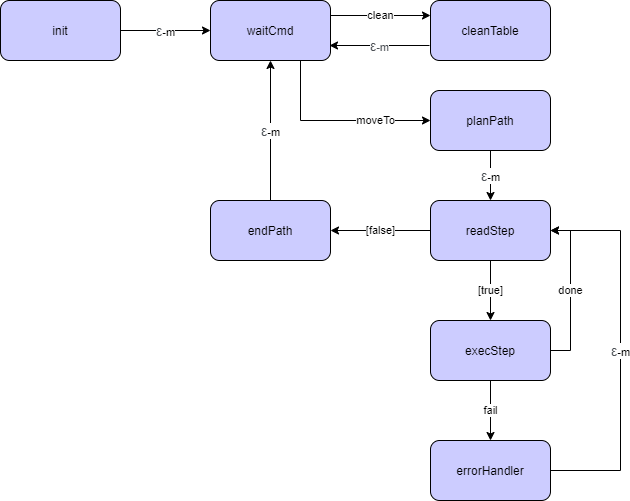 init
ℇ-m
waitCmd
clean
ℇ-m
cleanTable
moveTo
planPath
ℇ-m
ℇ-m
endPath
[false]
readStep
[true]
done
execStep
ℇ-m
fail
errorHandler